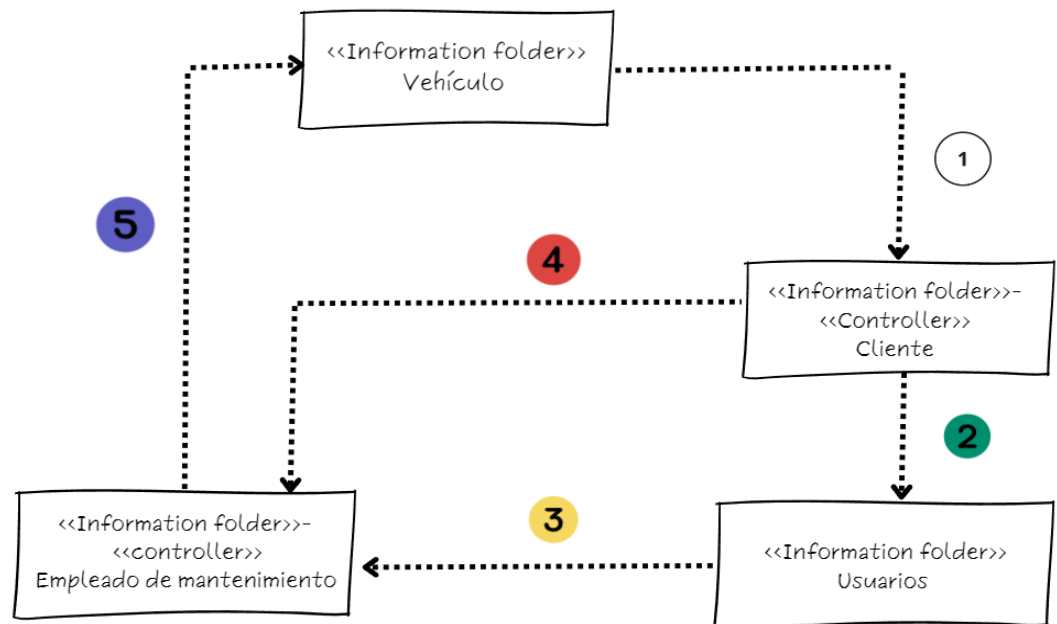 <<Information folder>>
Vehículo
1
5
4
<<Information folder>>-
<<Controller>>
Cliente
2
<<Information folder>>-
<<controller>>
Empleado de mantenimiento
3
<<Information folder>>
Usuarios